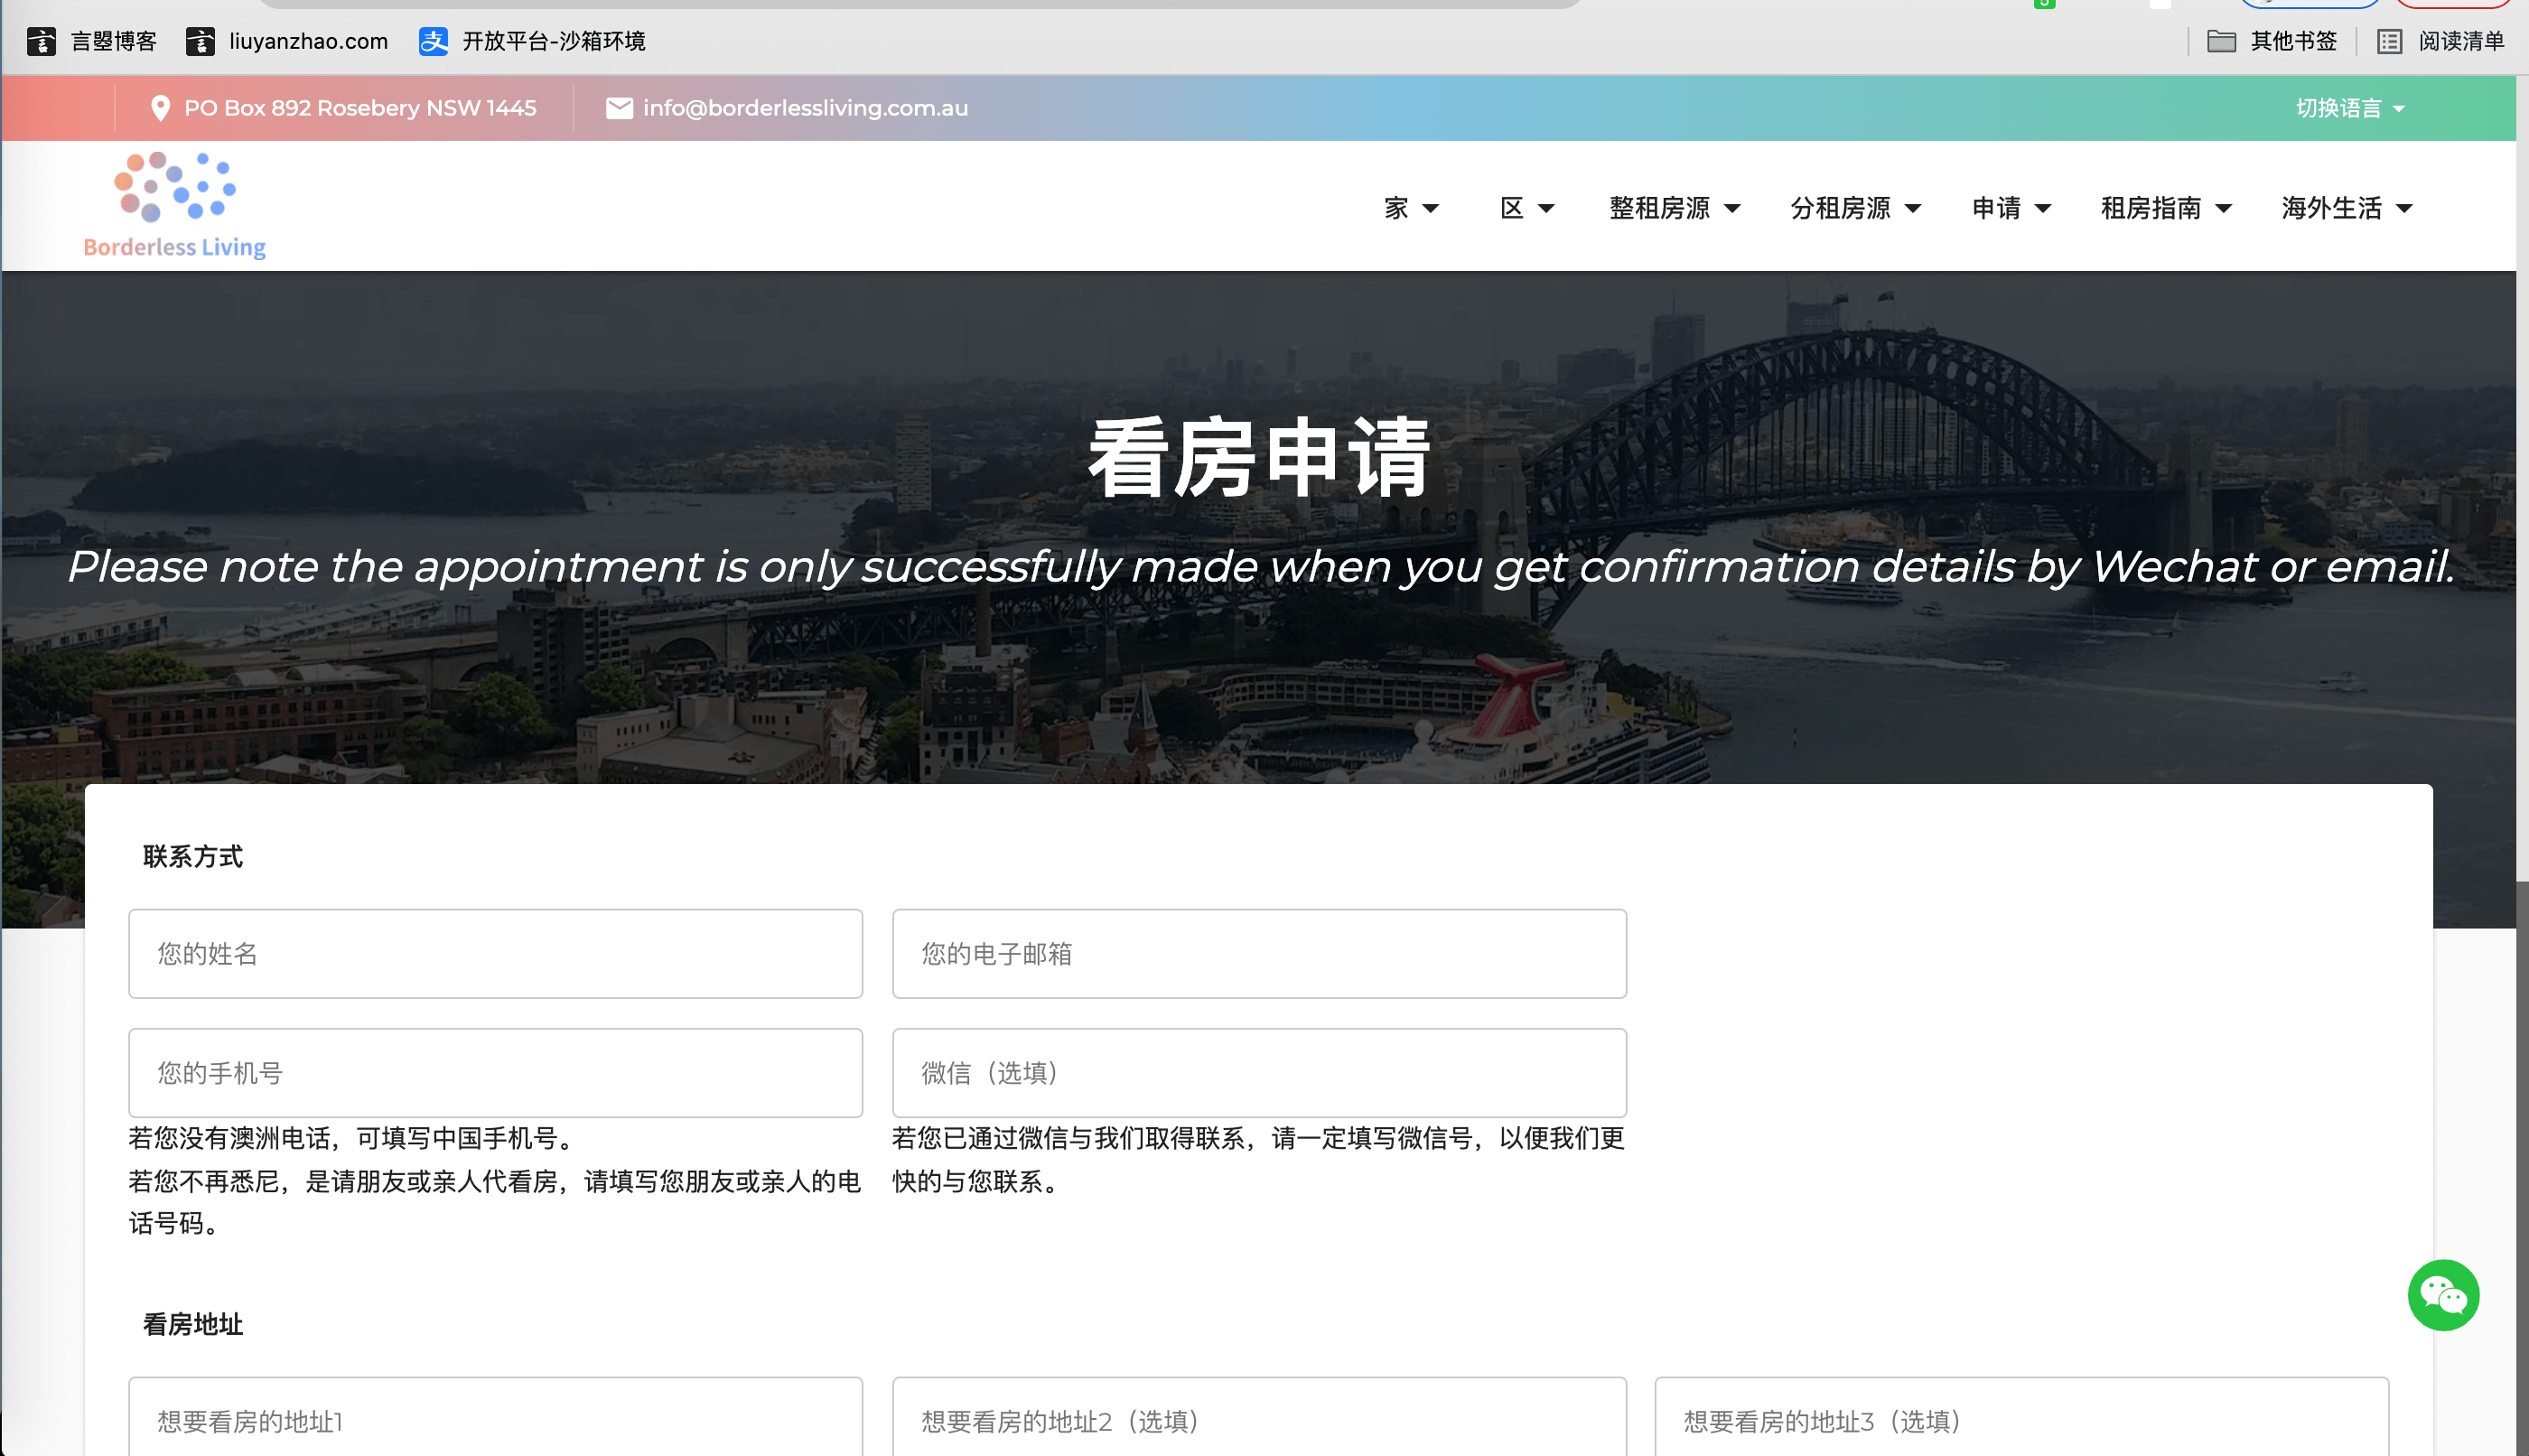 言曌博客 liuyanzhao.com 开放平台-沙箱环境 其他书签 阅读清单
PO Box 892 Rosebery NSW 1445 info@borderlessliving.com.au 切换语言
Borderless Living
家 区 整租房源 分租房源 申请 租房指南 海外生活
看房申请
Please note the appointment is only successfully made when you get confirmation details by Wechat or email.
联系方式
您的姓名 您的电子邮箱
您的手机号 微信（选填）
若您没有澳洲电话，可填写中国手机号。
若您不再悉尼，是请朋友或亲人代看房，请填写您朋友或亲人的电
话号码。
若您已通过微信与我们取得联系，请一定填写微信号，以便我们更
快的与您联系。
看房地址
想要看房的地址1 想要看房的地址2（选填） 想要看房的地址3（选填）